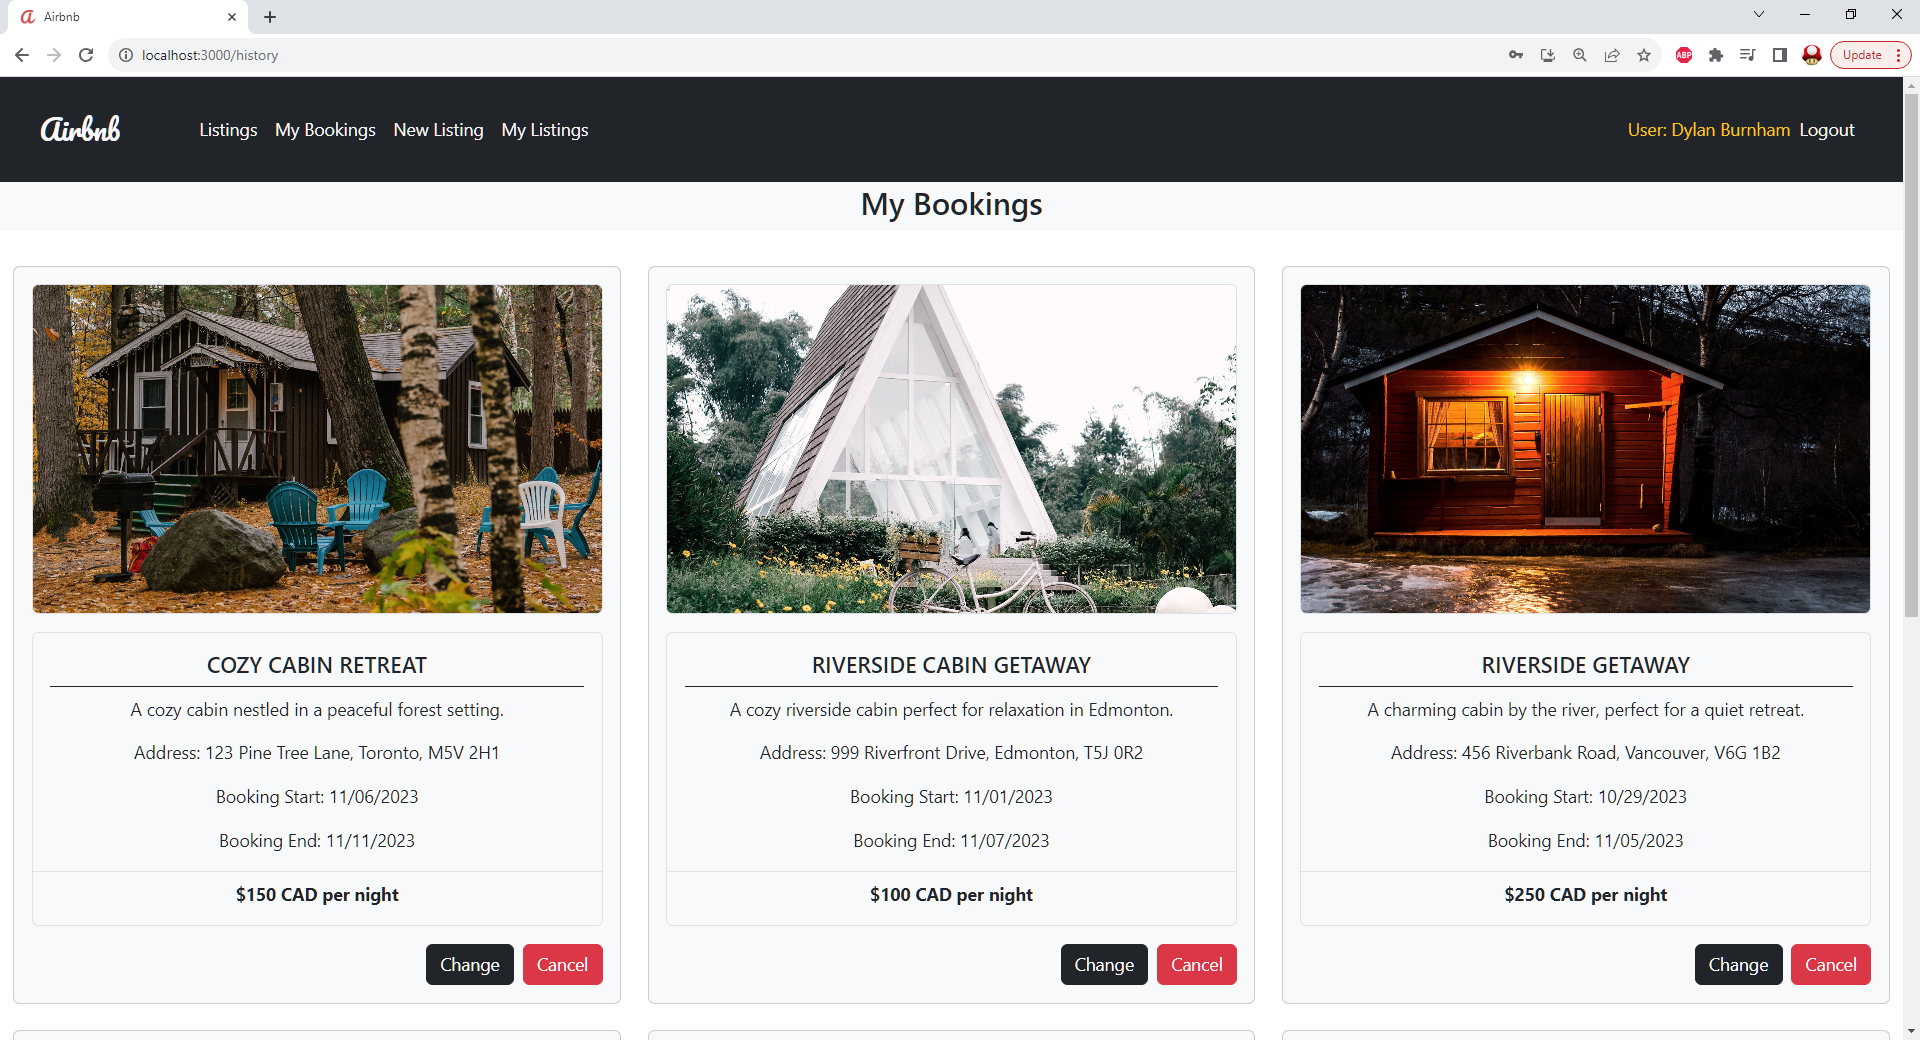 Airbnb
localhost:3000/history
ABP
Update
Airbnb
Listings My Bookings New Listing My Listings
User: Dylan Burnham Logout
My Bookings
COZY CABIN RETREAT
A cozy cabin nestled in a peaceful forest setting.
Address: 123 Pine Tree Lane, Toronto, M5V 2H1
Booking Start: 11/06/2023
Booking End: 11/11/2023
$150 CAD per night
Change Cancel
RIVERSIDE CABIN GETAWAY
A cozy riverside cabin perfect for relaxation in Edmonton.
Address: 999 Riverfront Drive, Edmonton, T5J 0R2
Booking Start: 11/01/2023
Booking End: 11/07/2023
$100 CAD per night
Change Cancel
RIVERSIDE GETAWAY
A charming cabin by the river, perfect for a quiet retreat.
Address: 456 Riverbank Road, Vancouver, V6G 1B2
Booking Start: 10/29/2023
Booking End: 11/05/2023
$250 CAD per night
Change Cancel